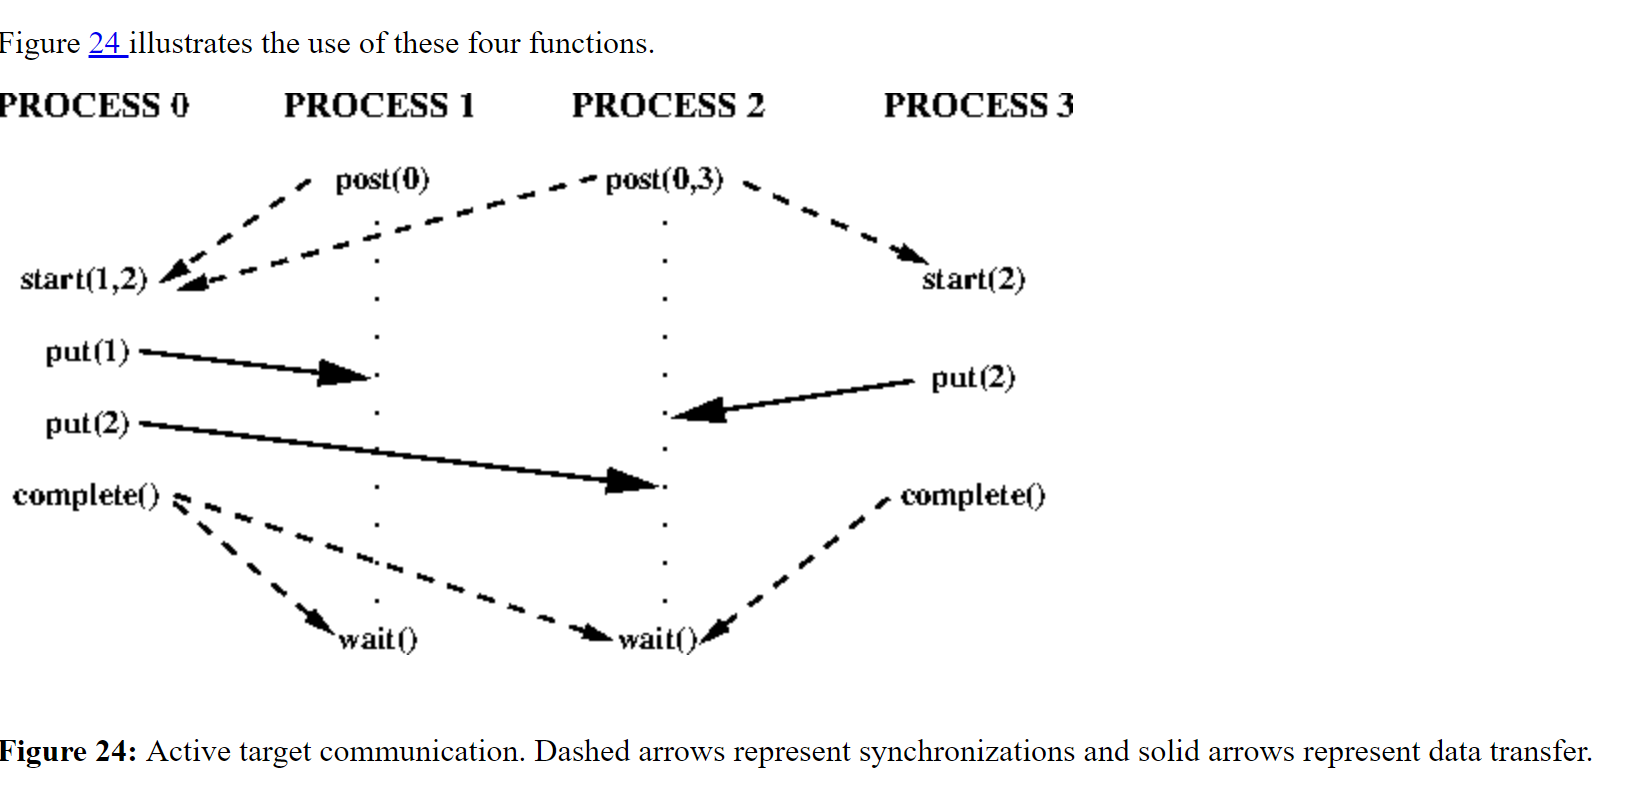 Figure 24 illustrates the use of these four functions.
PROCESS 0 PROCESS 1 PROCESS 2 PROCESS 3
post(0) post(0,3)
start(1,2) start(2)
put(1)
put(2)
put(2)
complete() complete()
wait() wait()
Figure 24: Active target communication. Dashed arrows represent synchronizations and solid arrows represent data transfer.